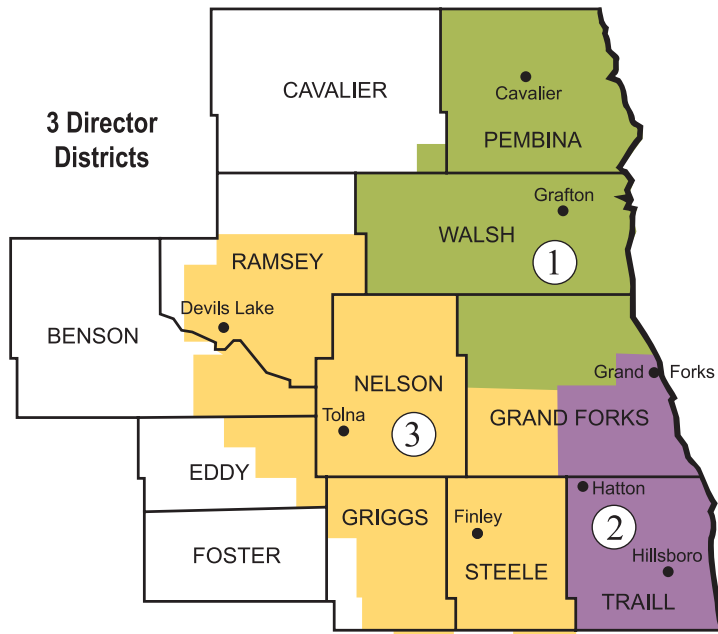 3 Director
Districts
CAVALIER
Cavalier
PEMBINA
Grafton
WALSH
1
RAMSEY
Devils Lake
BENSON
Grand Forks
NELSON
Tolna
3
GRAND FORKS
EDDY
Hatton
GRIGGS
Finley
2
FOSTER
Hillsboro
STEELE
TRAILL